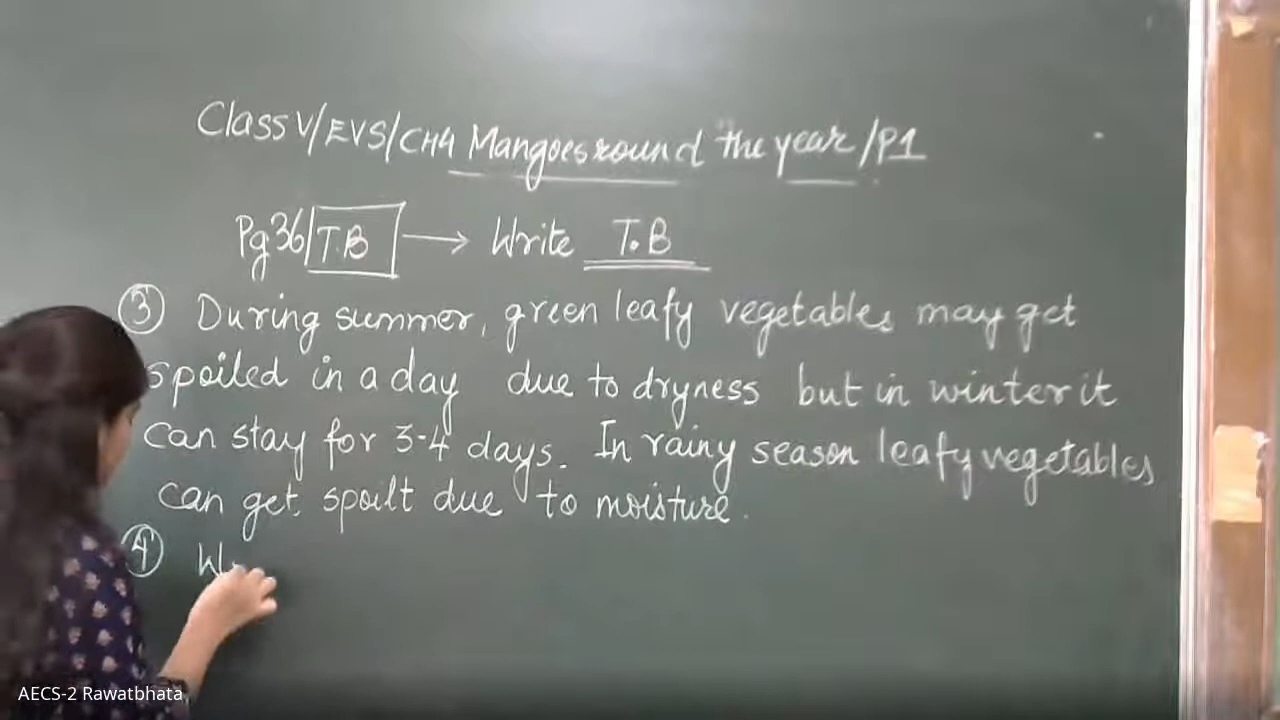 Class V/EVS/CH4 Mangoes round the year/P1
Pg 36/T.B → Write T.B
③ During summer, green leafy vegetables may get
spoiled in a day due to dryness but in winter it
can stay for 3-4 days. In rainy season leafy vegetables
can get spoilt due to moisture.
④
AECS-2 Rawatbhata